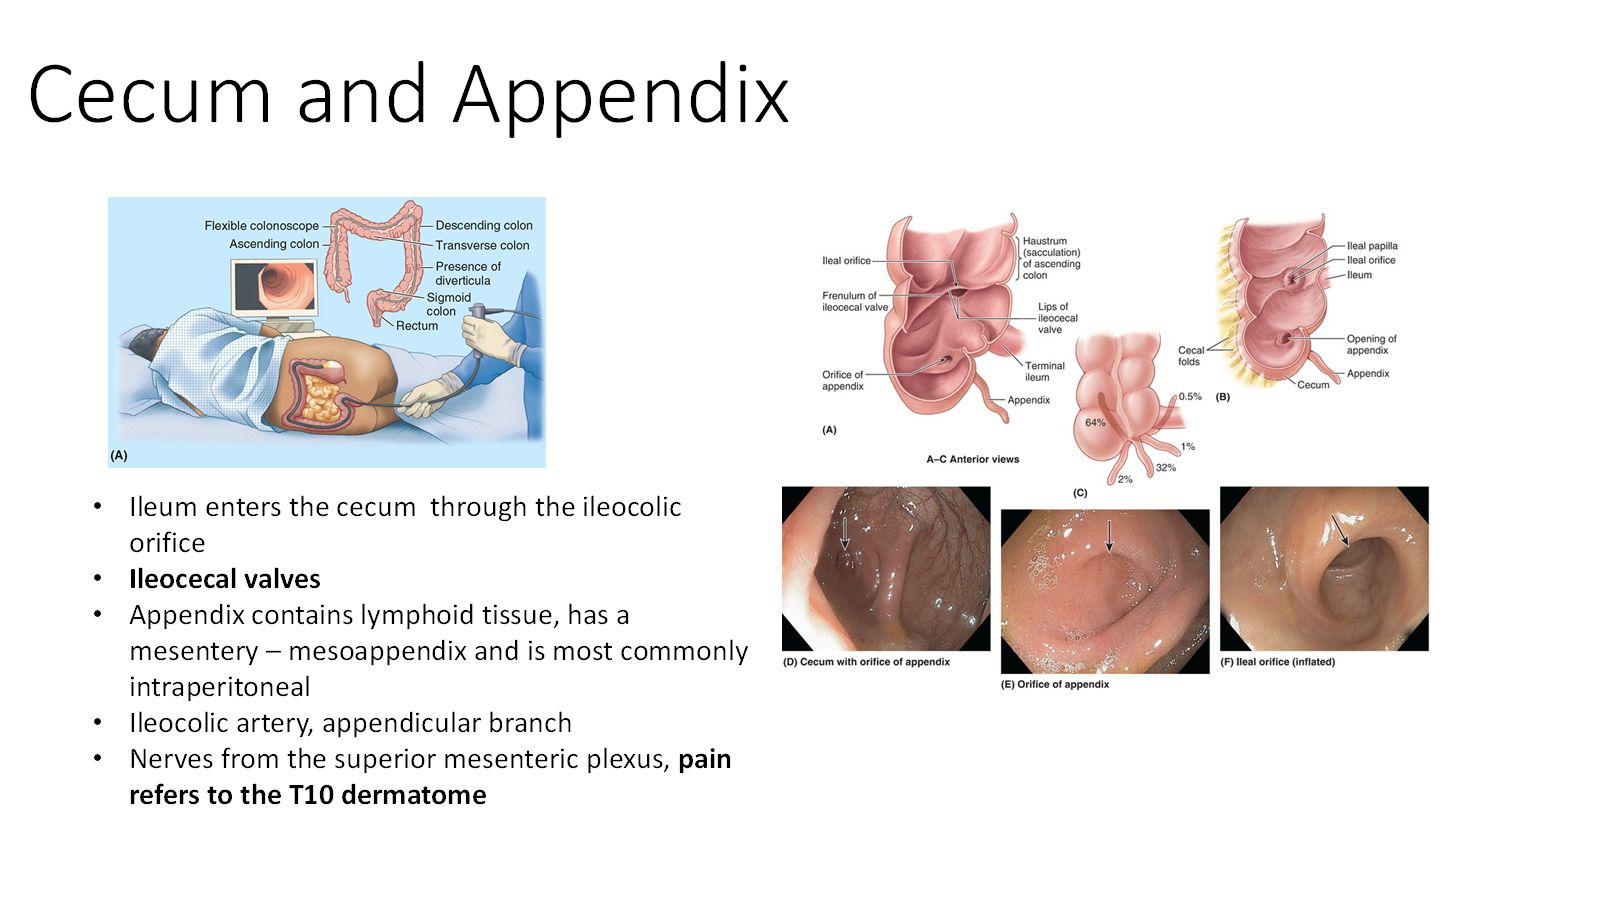 Cecum and Appendix
Flexible colonoscope
Ascending colon
Descending colon
Transverse colon
Presence of
diverticula
Sigmoid
colon
Rectum
(A)
• Ileum enters the cecum  through the ileocolic
orifice
• Ileocecal valves
• Appendix contains lymphoid tissue, has a
mesentery – mesoappendix and is most commonly
intraperitoneal
• Ileocolic artery, appendicular branch
• Nerves from the superior mesenteric plexus, pain
refers to the T10 dermatome
Ileal orifice
Frenulum of
ileocecal valve
Orifice of
appendix
Haustrum
(sacculation)
of ascending
colon
Lips of
ileocecal
valve
Terminal
ileum
Appendix
(A)
A–C Anterior views
64%
0.5%
1%
32%
2%
(C)
Ileal papilla
Ileal orifice
Ileum
Cecal
folds
Opening of
appendix
Appendix
Cecum
(B)
(D) Cecum with orifice of appendix
(E) Orifice of appendix
(F) Ileal orifice (inflated)